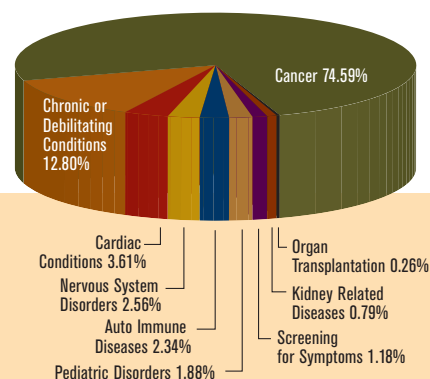 Cancer 74.59%
Chronic or
Debilitating
Conditions
12.80%
Cardiac
Conditions 3.61%
Nervous System
Disorders 2.56%
Auto Immune
Diseases 2.34%
Pediatric Disorders 1.88%
Organ
Transplantation 0.26%
Kidney Related
Diseases 0.79%
Screening
for Symptoms 1.18%